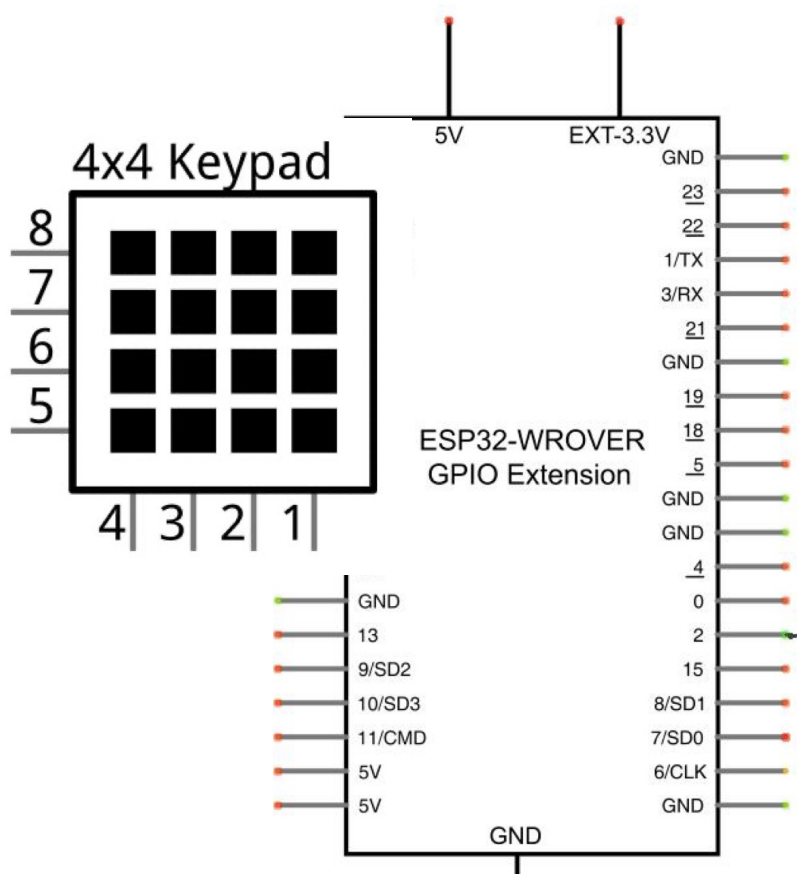 5V EXT-3.3V
4x4 Keypad
8
7
6
5
4 3 2 1
ESP32-WROVER
GPIO Extension
GND
23
22
1/TX
3/RX
21
GND
19
18
5
GND
GND
4
0
2
15
8/SD1
7/SD0
6/CLK
GND
GND
13
9/SD2
10/SD3
11/CMD
5V
5V
GND